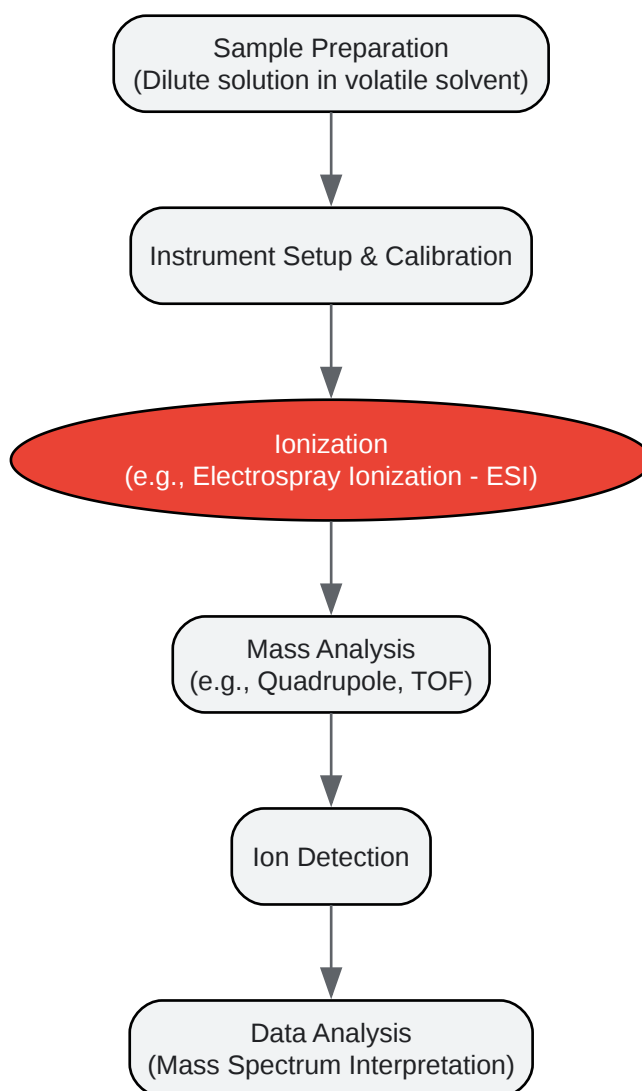 Sample Preparation
(Dilute solution in volatile solvent)
Instrument Setup & Calibration
Ionization
(e.g., Electrospray Ionization - ESI)
Mass Analysis
(e.g., Quadrupole, TOF)
Ion Detection
Data Analysis
(Mass Spectrum Interpretation)